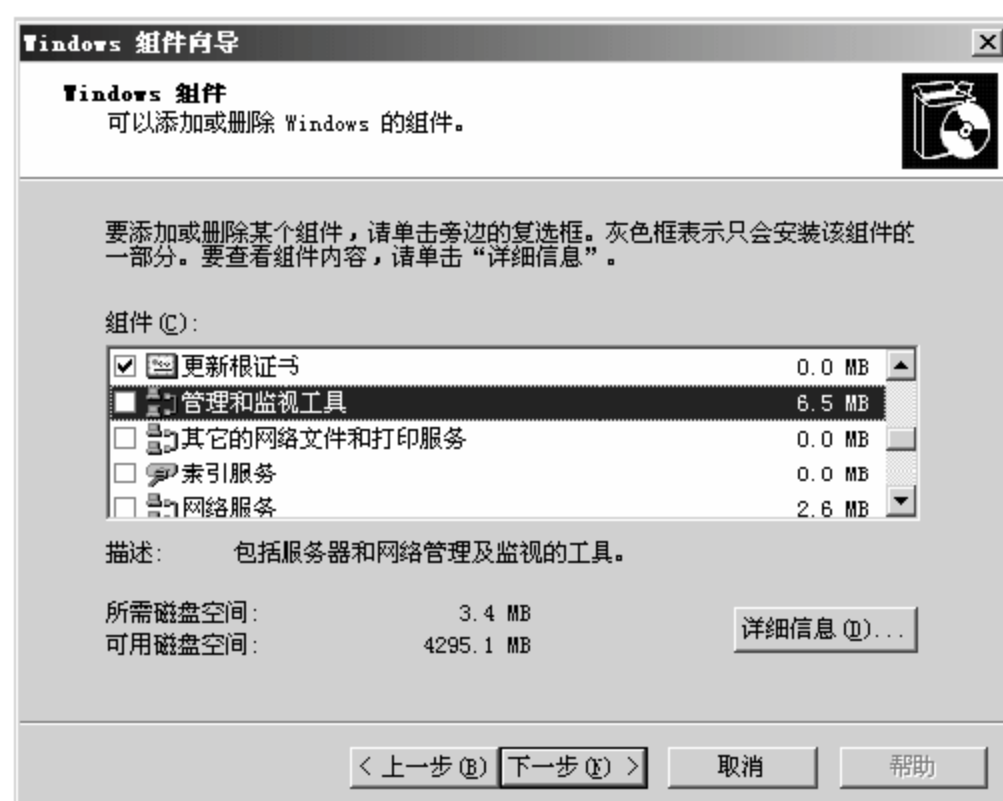 Windows 组件向导
Windows 组件
可以添加或删除 Windows 的组件。
要添加或删除某个组件，请单击旁边的复选框。灰色框表示只会安装该组件的
一部分。要查看组件内容，请单击“详细信息”。
组件(C):
更新根证书 0.0 MB
管理和监视工具 6.5 MB
其它的网络文件和打印服务 0.0 MB
索引服务 0.0 MB
网络服务 2.6 MB
描述: 包括服务器和网络管理及监视的工具。
所需磁盘空间: 3.4 MB
可用磁盘空间: 4295.1 MB
详细信息(D)...
< 上一步(B) 下一步(N) > 取消 帮助